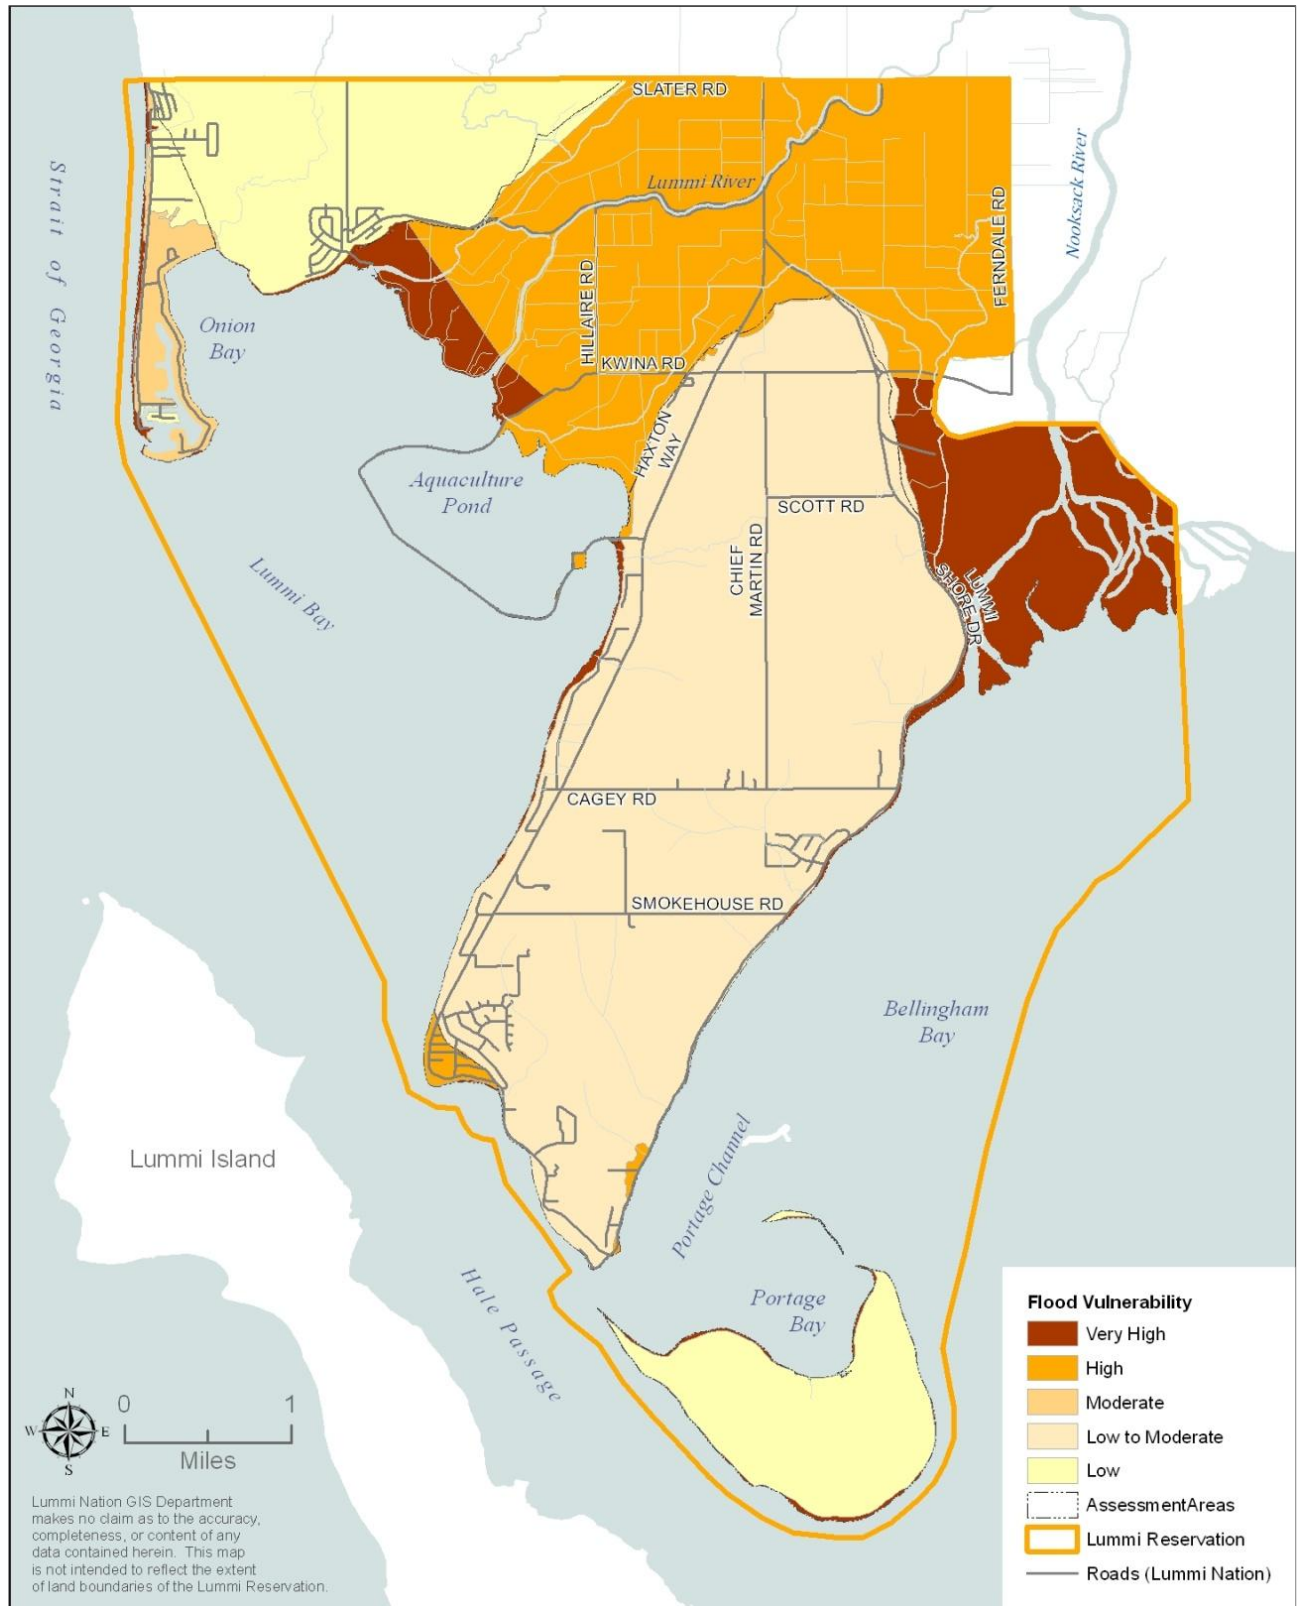 SLATER RD
Lummi River
Nooksack River
FERNDALE RD
Strait of Georgia
Onion
Bay
HILLAIRE RD
KWINA RD
HAXTON
WAY
Aquaculture
Pond
SCOTT RD
CHIEF
MARTIN RD
LUMMI
SHORE DR
Lummi Bay
CAGEY RD
SMOKEHOUSE RD
Bellingham
Bay
Lummi Island
Portage Channel
Hale Passage
Portage
Bay
Flood Vulnerability
Very High
High
Moderate
Low to Moderate
Low
AssessmentAreas
Lummi Reservation
Roads (Lummi Nation)
N
W
E
S
0 1
Miles
Lummi Nation GIS Department
makes no claim as to the accuracy,
completeness, or content of any
data contained herein. This map
is not intended to reflect the extent
of land boundaries of the Lummi Reservation.